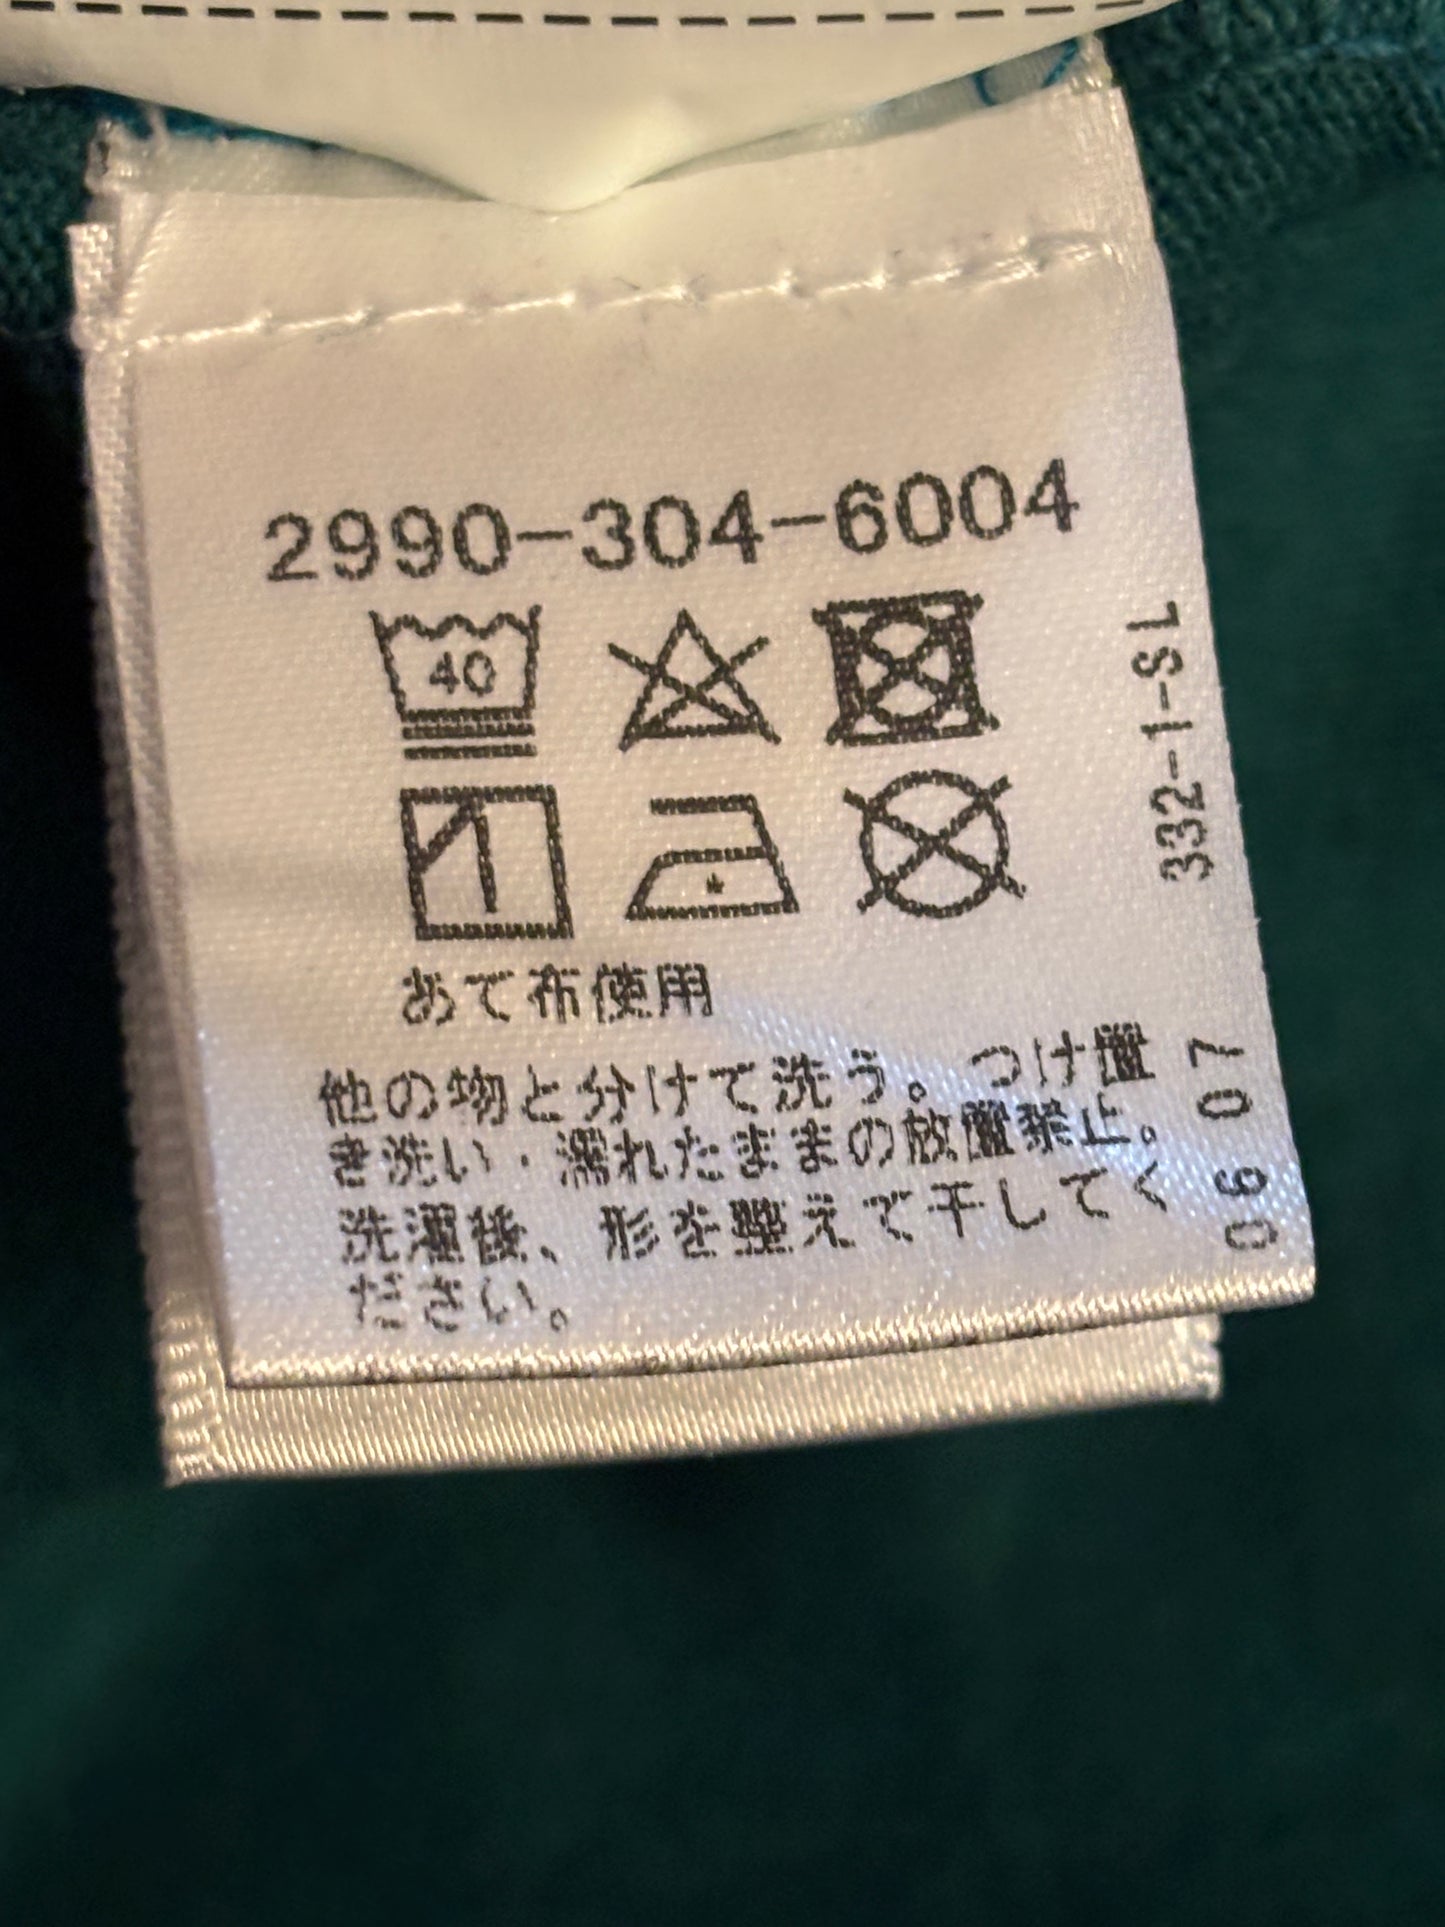 2990-304-6004
40
あて布使用
他の物と分けて洗う。つけ置
き洗い・濡れたままの放置禁止。
洗濯後、形を整えて干してく
ださい。
332-1-SL
06 07